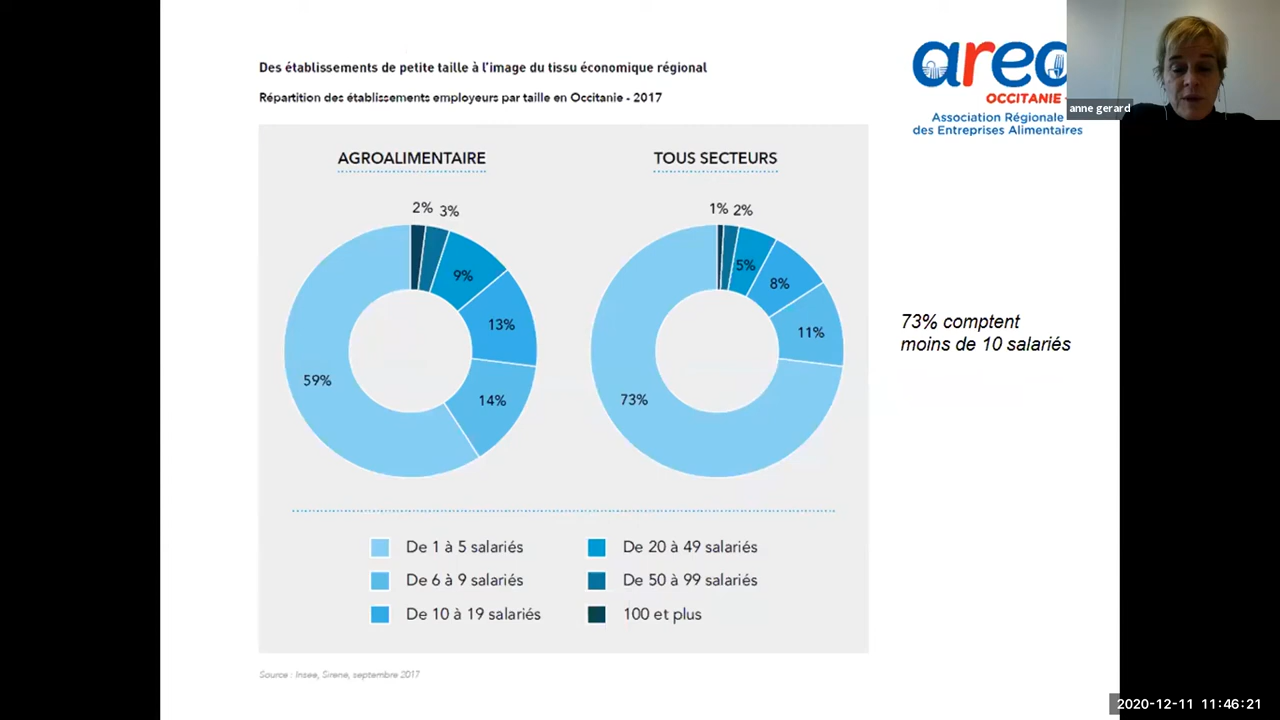 Des établissements de petite taille à l'image du tissu économique régional
Répartition des établissements employeurs par taille en Occitanie - 2017
AGROALIMENTAIRE
2%
3%
9%
13%
14%
59%
TOUS SECTEURS
1%
2%
5%
8%
11%
73%
De 1 à 5 salariés
De 6 à 9 salariés
De 10 à 19 salariés
De 20 à 49 salariés
De 50 à 99 salariés
100 et plus
Source : Insee, Sirene, septembre 2017
OCCITANIE
Association Régionale
des Entreprises Alimentaires
anne gerard
73% comptent
moins de 10 salariés
2020-12-11 11:46:21